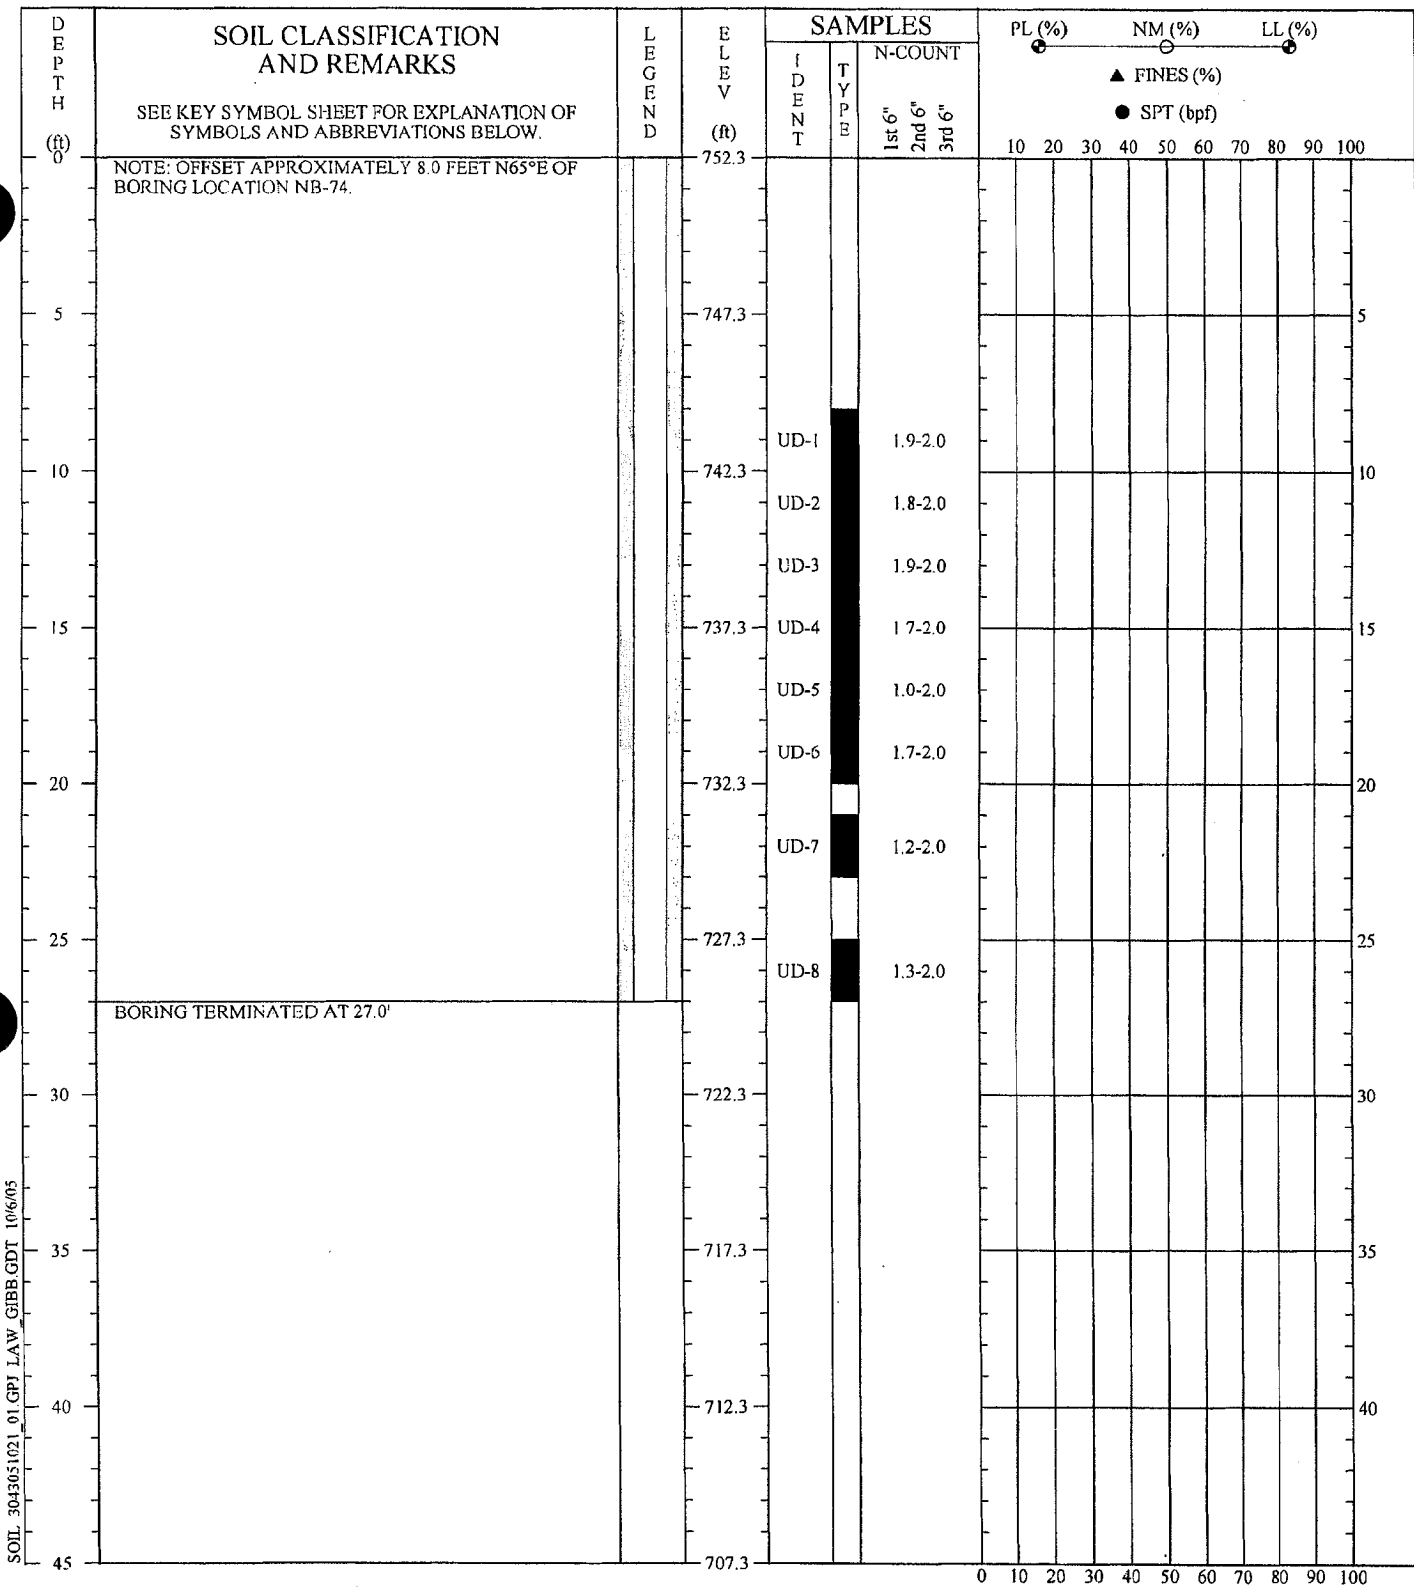 DEPTH (ft)
SOIL CLASSIFICATION
AND REMARKS
SEE KEY SYMBOL SHEET FOR EXPLANATION OF
SYMBOLS AND ABBREVIATIONS BELOW.
LEGEND
ELEV (ft)
SAMPLES
IDENT
TYPE
N-COUNT
1st 6"
2nd 6"
3rd 6"
PL (%) NM (%) LL (%)
▲ FINES (%)
● SPT (bpf)
10 20 30 40 50 60 70 80 90 100
0 752.3
NOTE: OFFSET APPROXIMATELY 8.0 FEET N65°E OF
BORING LOCATION NB-74.
5 747.3 5
UD-1 1.9-2.0
10 742.3 10
UD-2 1.8-2.0
UD-3 1.9-2.0
15 737.3 UD-4 1 7-2.0 15
UD-5 1.0-2.0
UD-6 1.7-2.0
20 732.3 20
UD-7 1.2-2.0
25 727.3 25
UD-8 1.3-2.0
BORING TERMINATED AT 27.0'
30 722.3 30
35 717.3 35
40 712.3 40
45 707.3
0 10 20 30 40 50 60 70 80 90 100
SOIL 3043051021_01.GPJ LAW_GIBB.GDT 10/6/05